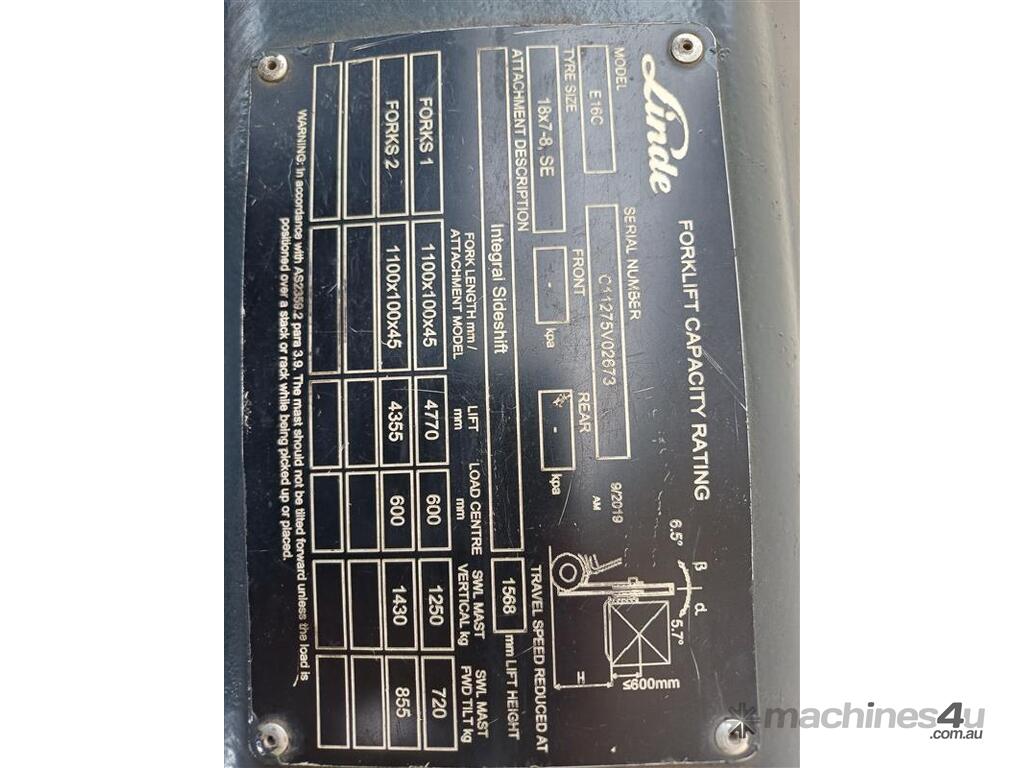 Linde
FORKLIFT CAPACITY RATING
MODEL SERIAL NUMBER
E16C C11275V02673 9/2019
AM
TYRE SIZE FRONT REAR
18x7-8, SE - kpa - kpa
6.5° β α 5.7°
H
≤600mm
ATTACHMENT DESCRIPTION TRAVEL SPEED REDUCED AT
Integral Sideshift 1568 mm LIFT HEIGHT
FORK LENGTH mm / LIFT LOAD CENTRE SWL MAST SWL MAST
ATTACHMENT MODEL mm mm VERTICAL kg FWD TILT kg
FORKS 1 1100x100x45 4770 600 1250 720
FORKS 2 1100x100x45 4355 600 1430 855
WARNING: In accordance with AS2359.2 para 3.9. The mast should not be tilted forward unless the load is
positioned over a stack or rack while being picked up or placed.
machines4u
.com.au